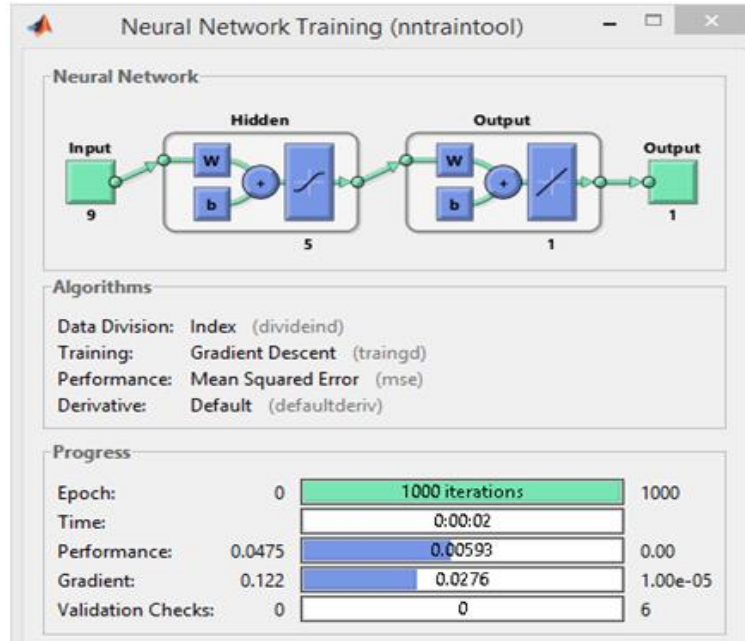 Neural Network Training (nntraintool)
Neural Network
Hidden Output
Input Output
W W
+ +
b b
9 5 1 1
Algorithms
Data Division: Index (divideind)
Training: Gradient Descent (traingd)
Performance: Mean Squared Error (mse)
Derivative: Default (defaultderiv)
Progress
Epoch: 0 1000 iterations 1000
Time: 0:00:02
Performance: 0.0475 0.00593 0.00
Gradient: 0.122 0.0276 1.00e-05
Validation Checks: 0 0 6